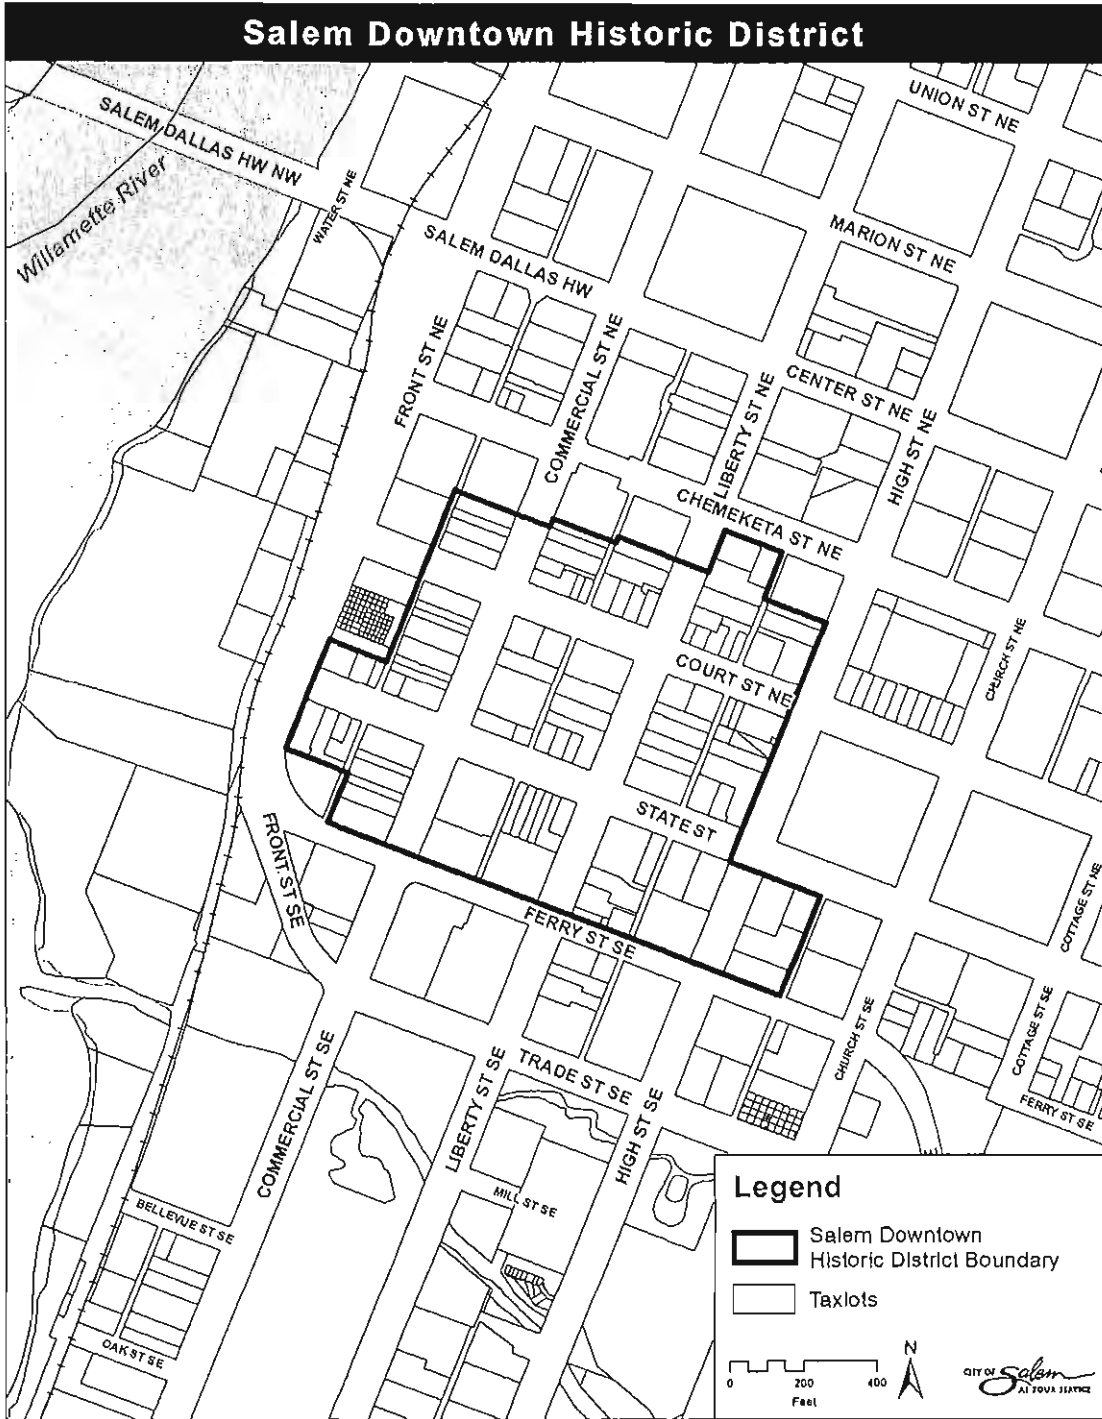 Salem Downtown Historic District
UNION ST NE
SALEM DALLAS HW NW
Willamette River
WATER ST NE
MARION ST NE
SALEM DALLAS HW
FRONT ST NE
COMMERCIAL ST NE
LIBERTY ST NE
CENTER ST NE
HIGH ST NE
CHEMEKETA ST NE
CHURCH ST NE
COURT ST NE
STATE ST
FRONT ST SE
FERRY ST SE
COTTAGE ST NE
COTTAGE ST SE
CHURCH ST SE
TRADE ST SE
FERRY ST SE
COMMERCIAL ST SE
LIBERTY ST SE
HIGH ST SE
MILL ST SE
BELLEVUE ST SE
OAK ST SE
Legend
Salem Downtown
Historic District Boundary
Taxlots
N
0 200 400
Feet
CITY OF Salem
AT YOUR SERVICE